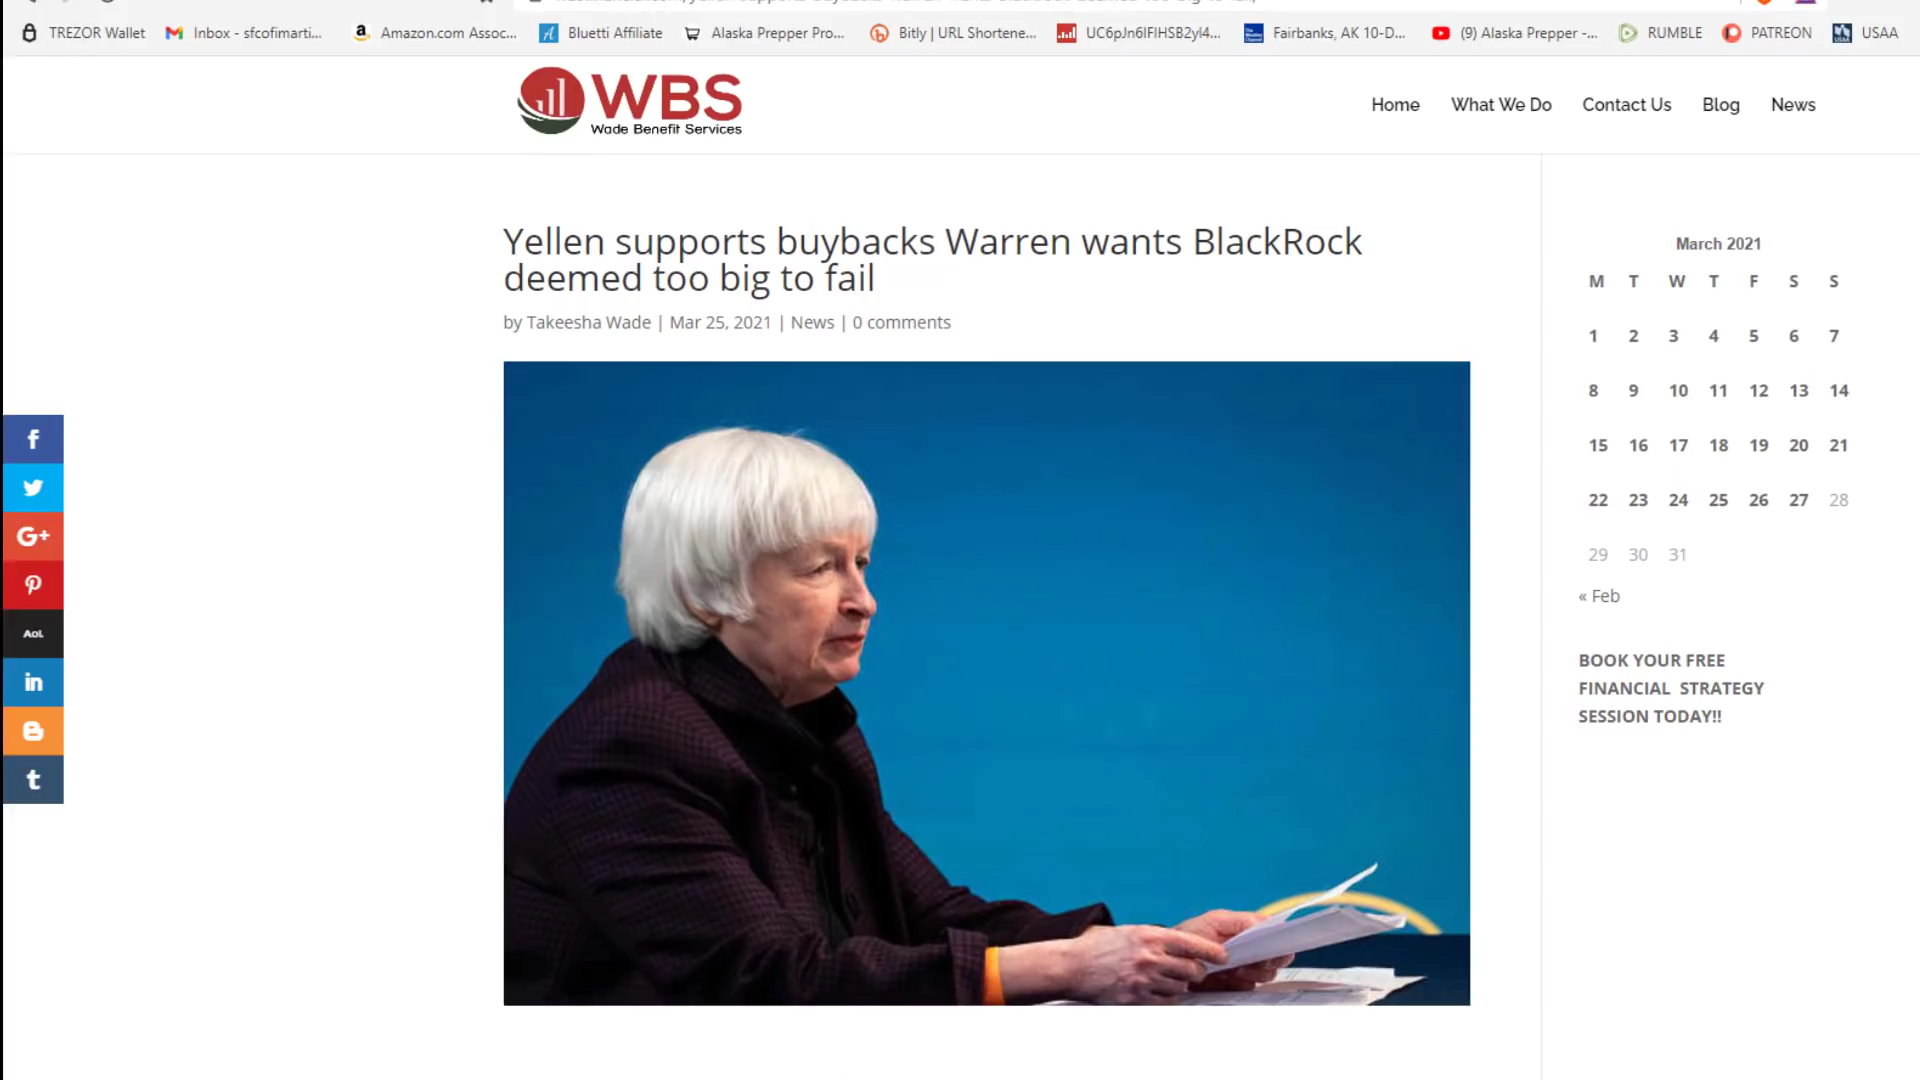 TREZOR Wallet
Inbox - sfcofimarti...
Amazon.com Assoc...
Bluetti Affiliate
Alaska Prepper Pro...
Bitly | URL Shortene...
Fairbanks, AK 10-D...
(9) Alaska Prepper -...
RUMBLE
PATREON
USAA
WBS
Wade Benefit Services
Home
What We Do
Contact Us
Blog
News
Yellen supports buybacks Warren wants BlackRock
deemed too big to fail
by Takeesha Wade | Mar 25, 2021 | News | 0 comments
f
G+
Aol.
in
t
March 2021
M T W T F S S
1 2 3 4 5 6 7
8 9 10 11 12 13 14
15 16 17 18 19 20 21
22 23 24 25 26 27 28
29 30 31
« Feb
BOOK YOUR FREE
FINANCIAL STRATEGY
SESSION TODAY!!